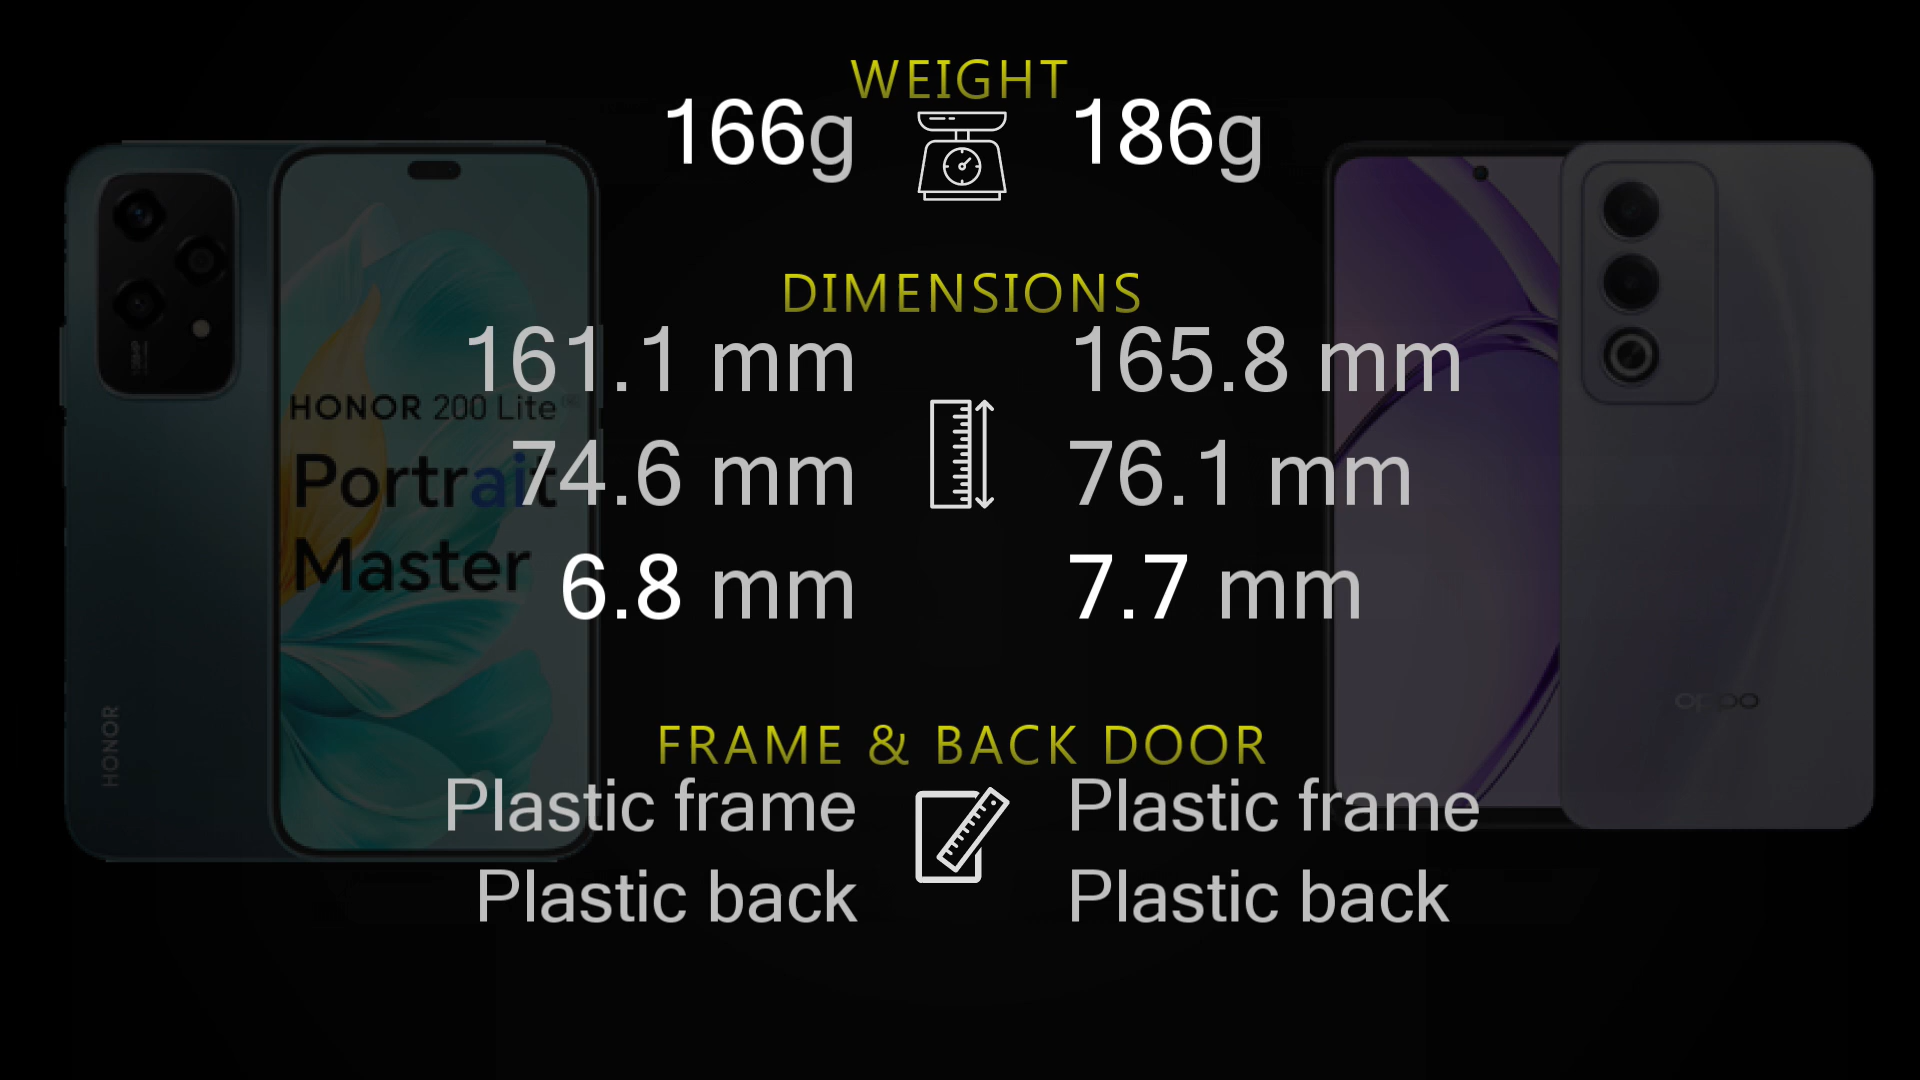 WEIGHT
166g 186g
DIMENSIONS
161.1 mm 165.8 mm
74.6 mm 76.1 mm
6.8 mm 7.7 mm
FRAME & BACK DOOR
Plastic frame Plastic frame
Plastic back Plastic back
HONOR 200 Lite
Portrait
Master
HONOR
108MP
oppo